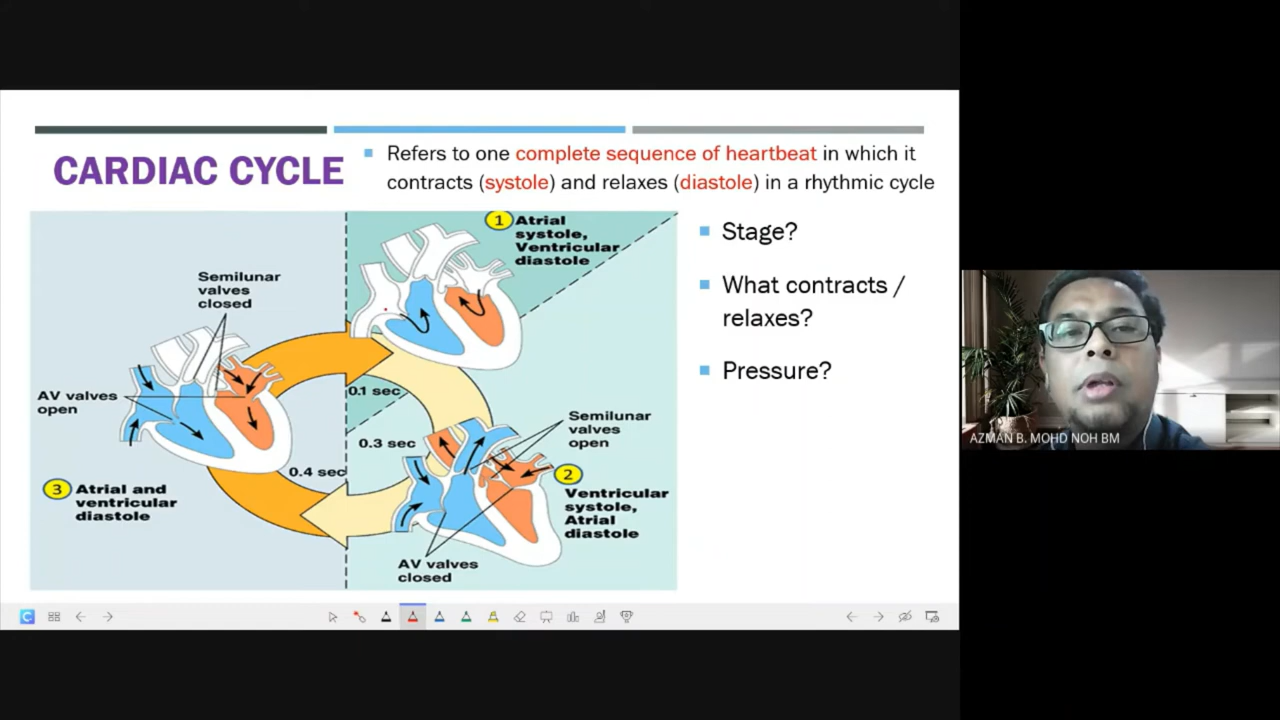 CARDIAC CYCLE
Refers to one complete sequence of heartbeat in which it
contracts (systole) and relaxes (diastole) in a rhythmic cycle
1 Atrial
systole,
Ventricular
diastole
Semilunar
valves
closed
AV valves
open
0.1 sec
0.3 sec
0.4 sec
Semilunar
valves
open
2
Ventricular
systole,
Atrial
diastole
3 Atrial and
ventricular
diastole
AV valves
closed
Stage?
What contracts /
relaxes?
Pressure?
AZMAN B. MOHD NOH BM
C